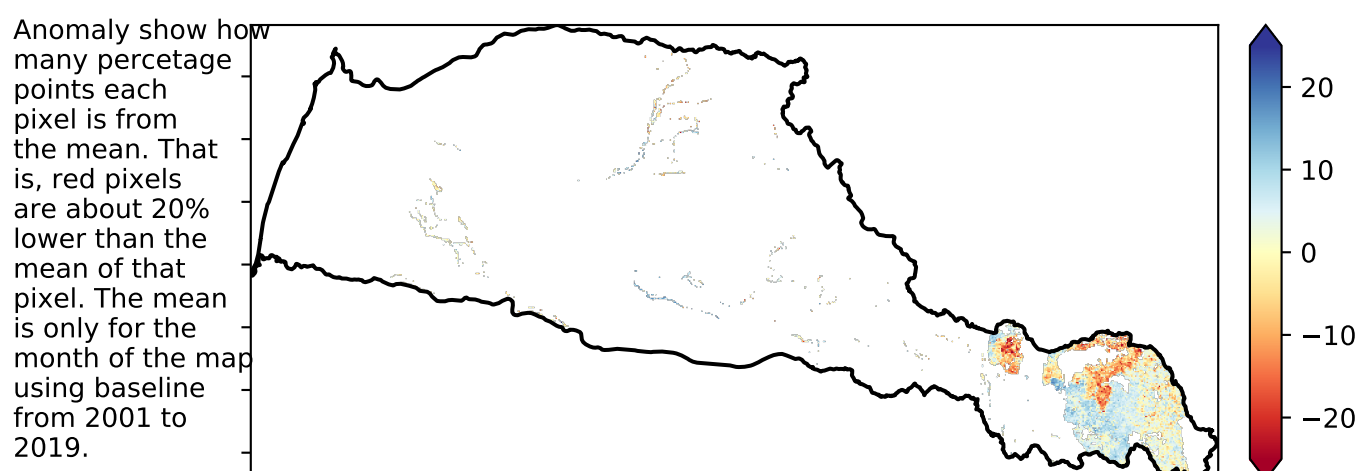 Anomaly show how
many percetage
points each
pixel is from
the mean. That
is, red pixels
are about 20%
lower than the
mean of that
pixel. The mean
is only for the
month of the map
using baseline
from 2001 to
2019.
20
10
0
−10
−20